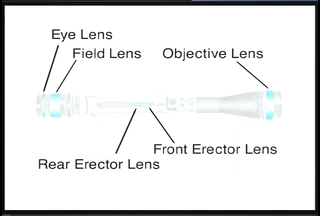 Eye Lens
Field Lens
Objective Lens
Front Erector Lens
Rear Erector Lens